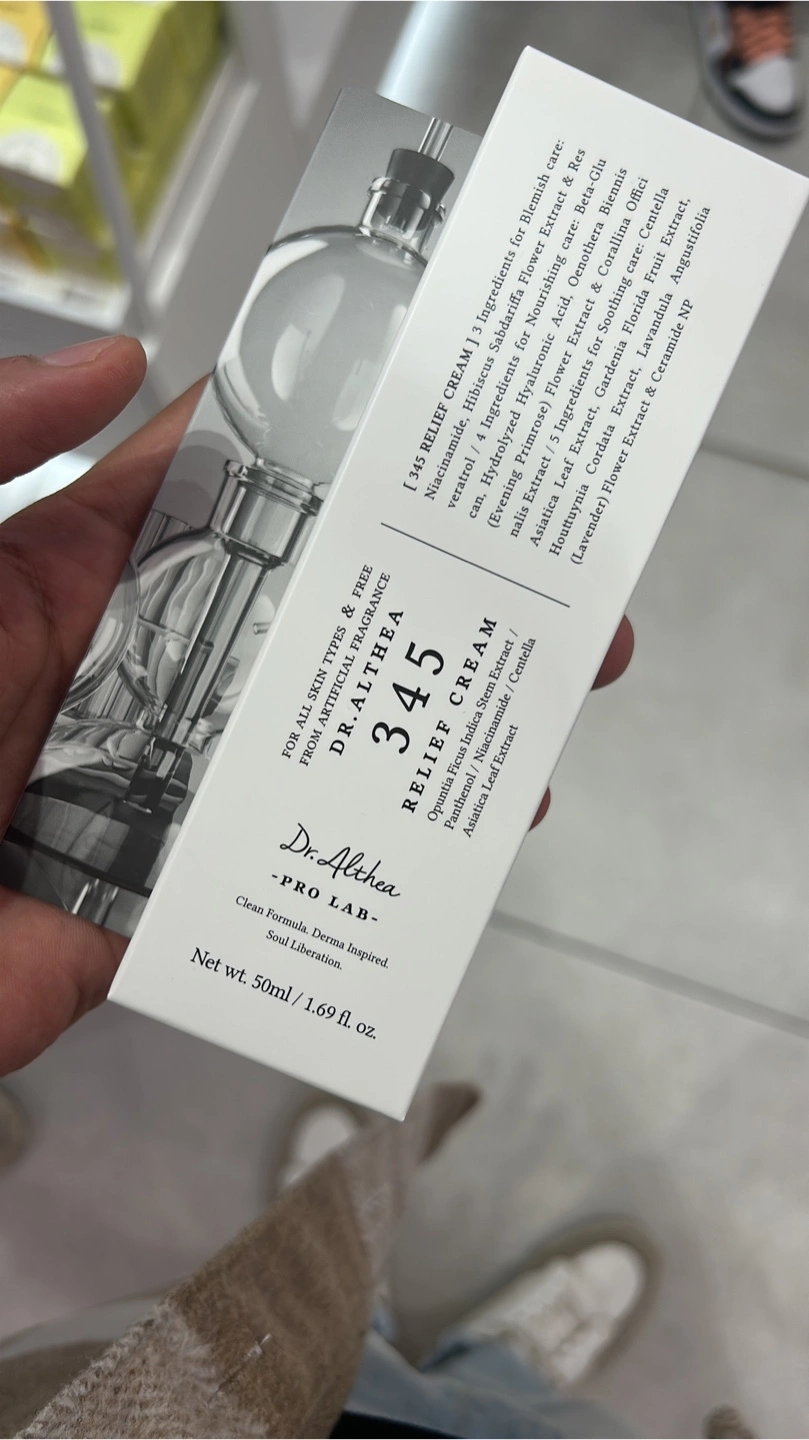 [ 345 RELIEF CREAM ] 3 Ingredients for Blemish care:
Niacinamide, Hibiscus Sabdariffa Flower Extract & Res
veratrol / 4 Ingredients for Nourishing care: Beta-Glu
can, Hydrolyzed Hyaluronic Acid, Oenothera Biennis
(Evening Primrose) Flower Extract & Corallina Offici
nalis Extract / 5 Ingredients for Soothing care: Centella
Asiatica Leaf Extract, Gardenia Florida Fruit Extract,
Houttuynia Cordata Extract, Lavandula Angustifolia
(Lavender) Flower Extract & Ceramide NP
FOR ALL SKIN TYPES & FREE
FROM ARTIFICIAL FRAGRANCE
DR.ALTHEA
345
RELIEF CREAM
Opuntia Ficus Indica Stem Extract /
Panthenol / Niacinamide / Centella
Asiatica Leaf Extract
Dr.Althea
-PRO LAB-
Clean Formula. Derma Inspired.
Soul Liberation.
Net wt. 50ml / 1.69 fl. oz.